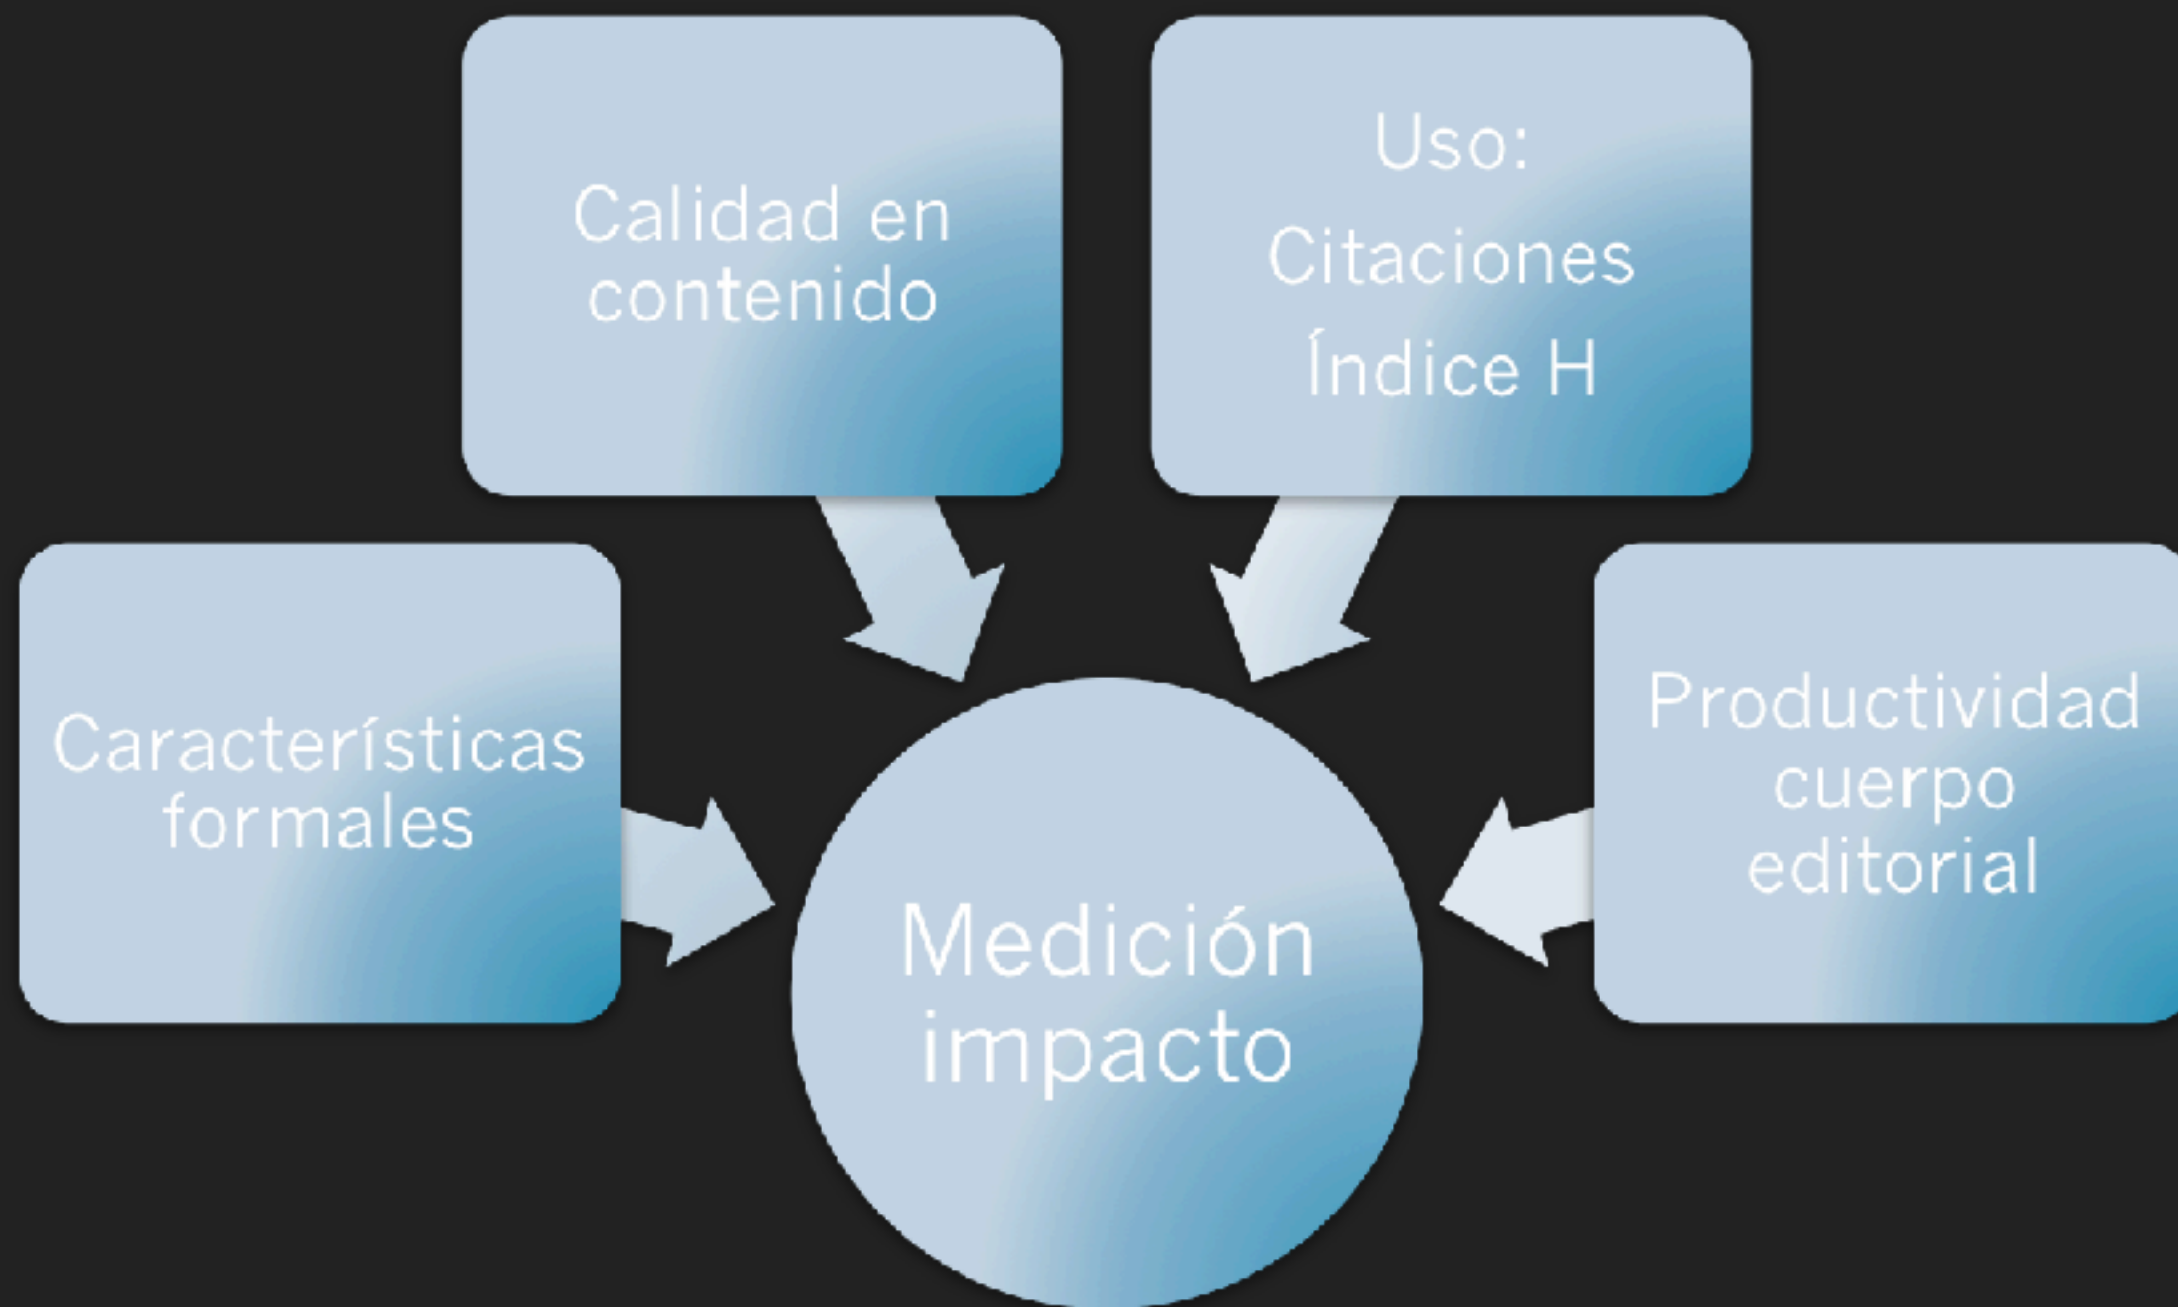 Calidad en
contenido
Uso:
Citaciones
Índice H
Características
formales
Productividad
cuerpo
editorial
Medición
impacto